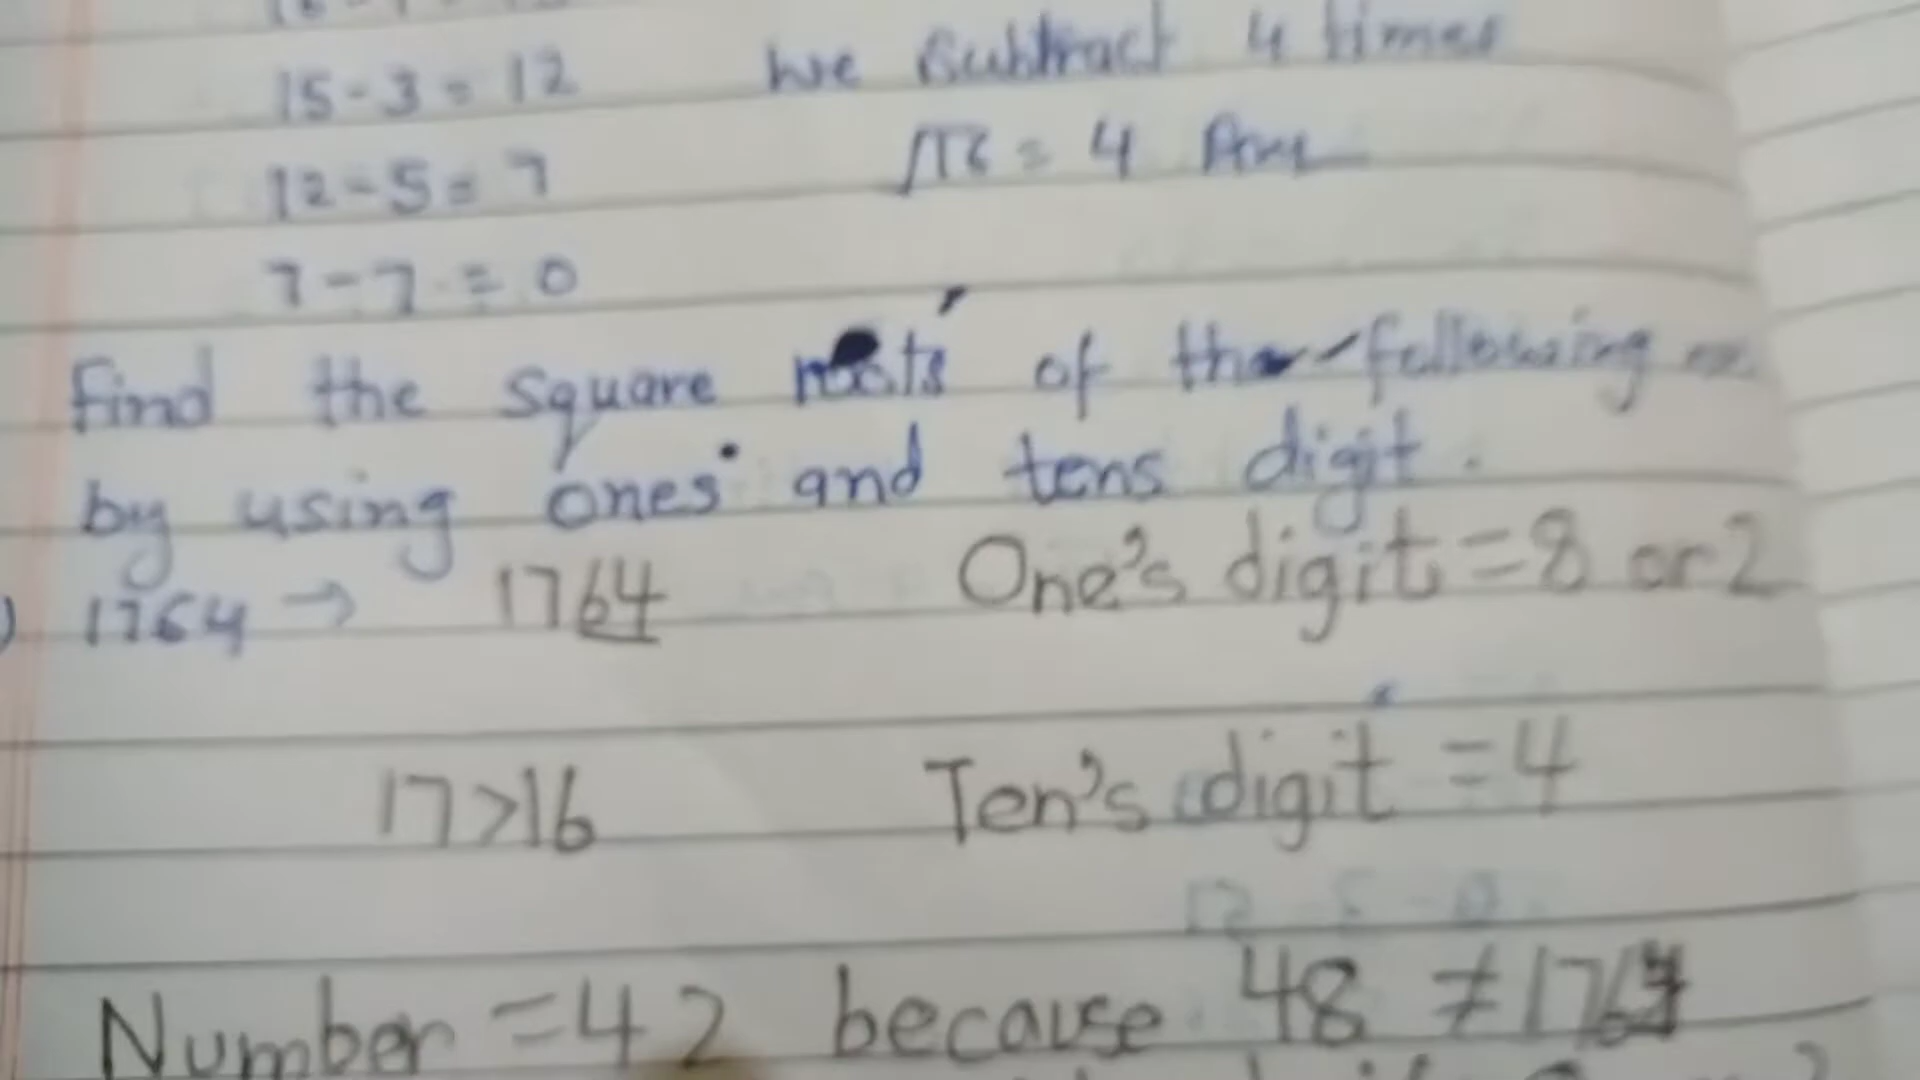 15-3=12 we subtract 4 times
12-5=7 √16 = 4 Ans
7-7=0
find the square roots of the following
by using ones and tens digit.
) 1764 → 1764 One's digit=8 or 2
17>16 Ten's digit =4
Number =42 because 48 ≠1764